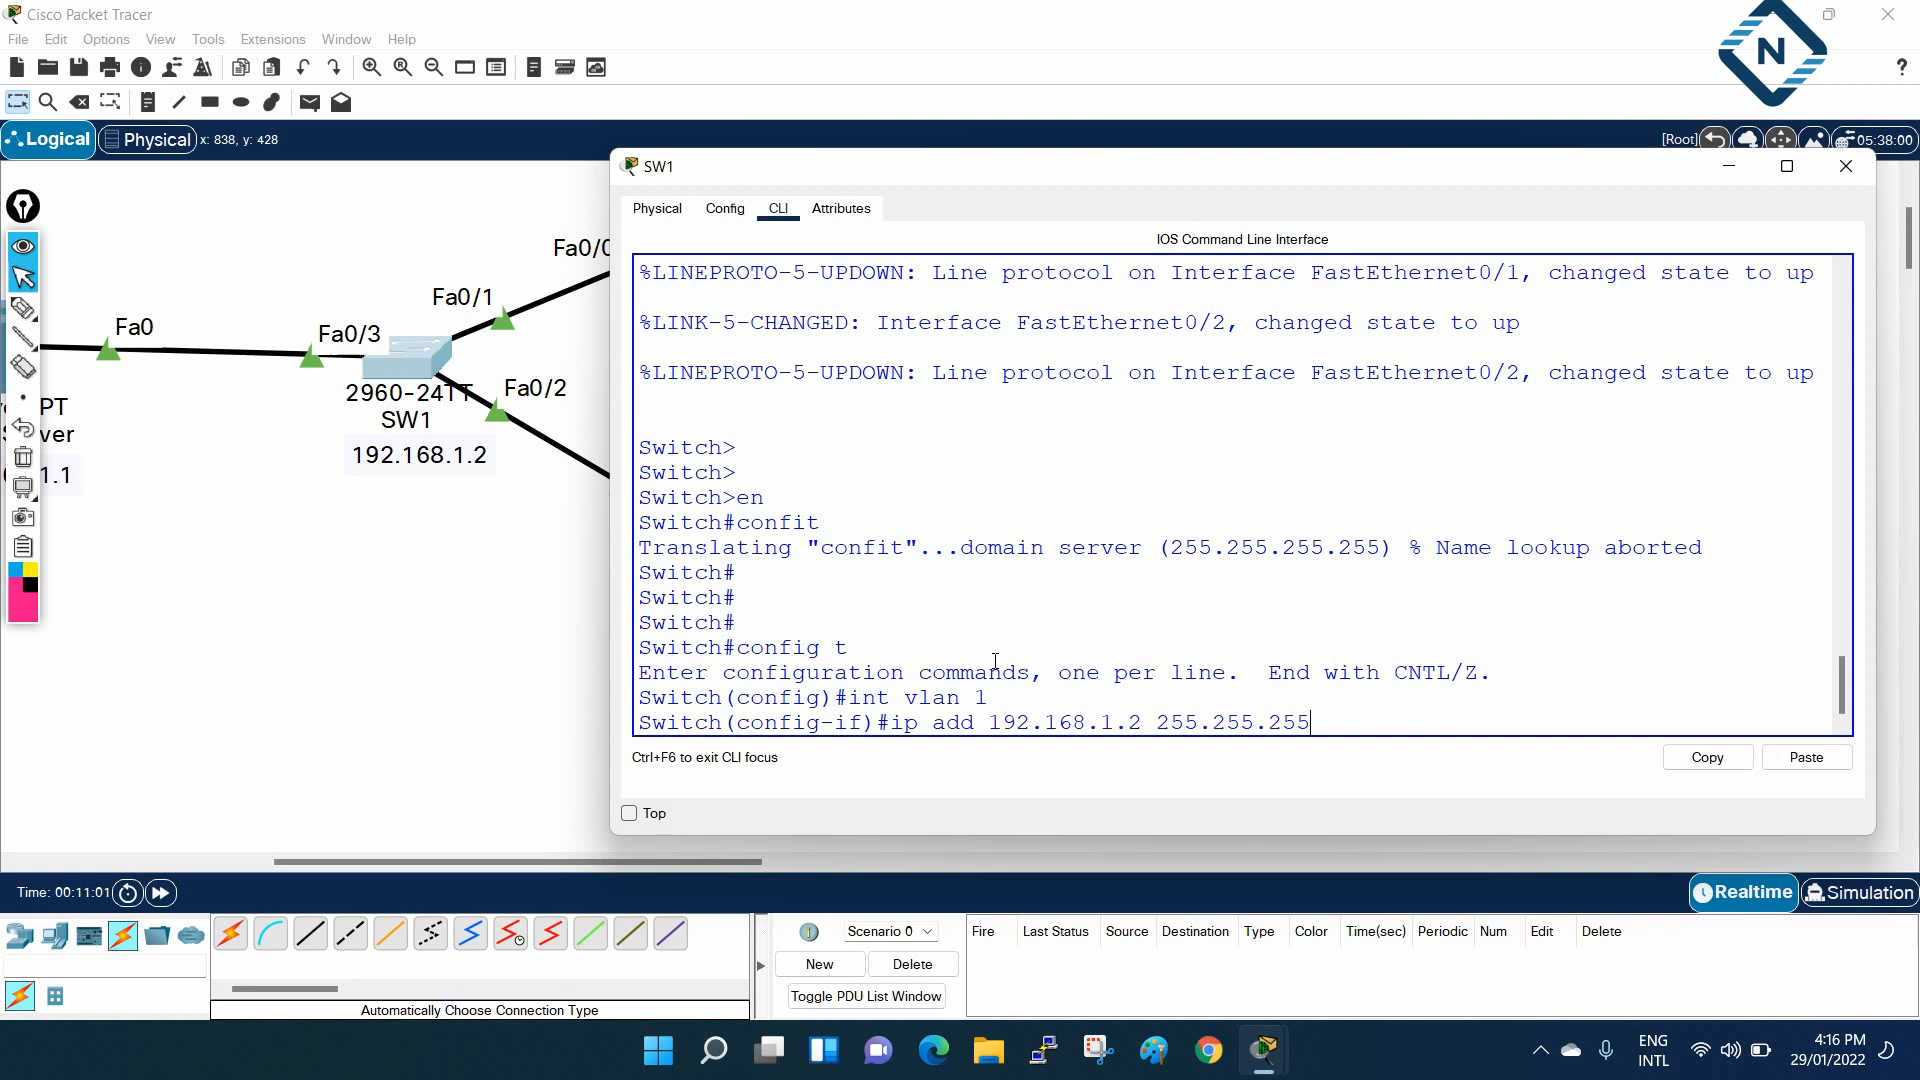 Cisco Packet Tracer
File Edit Options View Tools Extensions Window Help
N
?
Logical Physical x: 838, y: 428
[Root] 05:38:00
Fa0/0
Fa0/1
Fa0
Fa0/3
Fa0/2
2960-24TT
SW1
192.168.1.2
PT
ver
1.1
SW1
Physical Config CLI Attributes
IOS Command Line Interface
%LINEPROTO-5-UPDOWN: Line protocol on Interface FastEthernet0/1, changed state to up
%LINK-5-CHANGED: Interface FastEthernet0/2, changed state to up
%LINEPROTO-5-UPDOWN: Line protocol on Interface FastEthernet0/2, changed state to up
Switch>
Switch>
Switch>en
Switch#confit
Translating "confit"...domain server (255.255.255.255) % Name lookup aborted
Switch#
Switch#
Switch#
Switch#config t
Enter configuration commands, one per line.  End with CNTL/Z.
Switch(config)#int vlan 1
Switch(config-if)#ip add 192.168.1.2 255.255.255
Ctrl+F6 to exit CLI focus
Copy Paste
Top
Time: 00:11:01
Realtime Simulation
Scenario 0
New Delete
Toggle PDU List Window
Fire Last Status Source Destination Type Color Time(sec) Periodic Num Edit Delete
Automatically Choose Connection Type
ENG
INTL
4:16 PM
29/01/2022